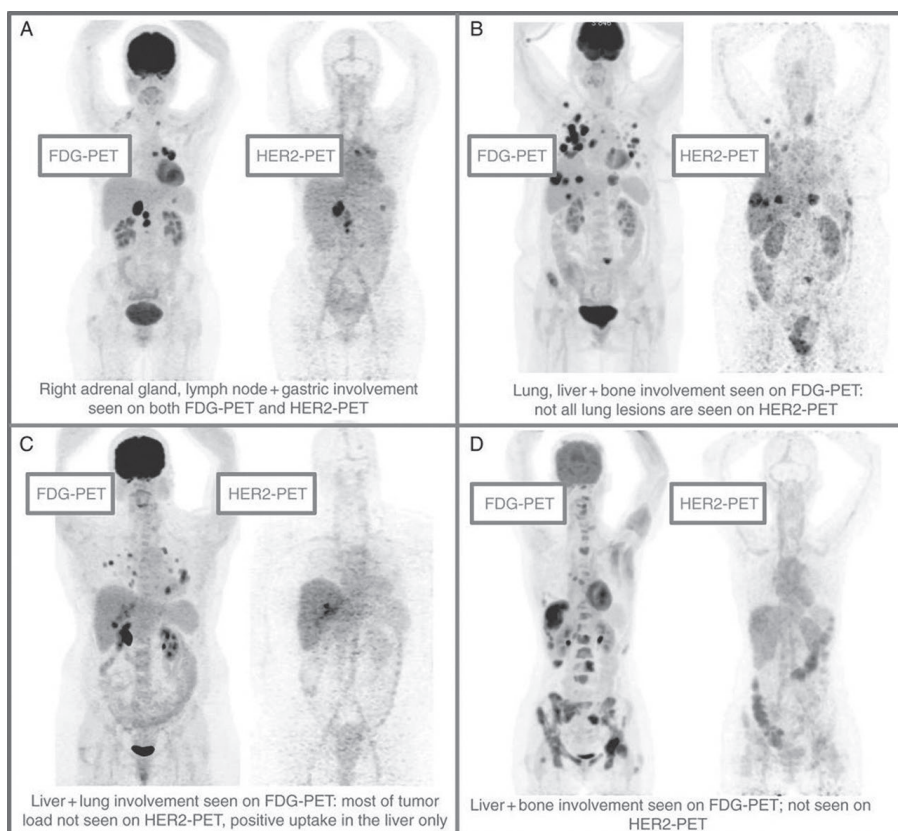 A
FDG-PET
HER2-PET
Right adrenal gland, lymph node + gastric involvement
seen on both FDG-PET and HER2-PET
B
FDG-PET
HER2-PET
Lung, liver + bone involvement seen on FDG-PET:
not all lung lesions are seen on HER2-PET
C
FDG-PET
HER2-PET
Liver + lung involvement seen on FDG-PET: most of tumor
load not seen on HER2-PET, positive uptake in the liver only
D
FDG-PET
HER2-PET
Liver + bone involvement seen on FDG-PET; not seen on
HER2-PET